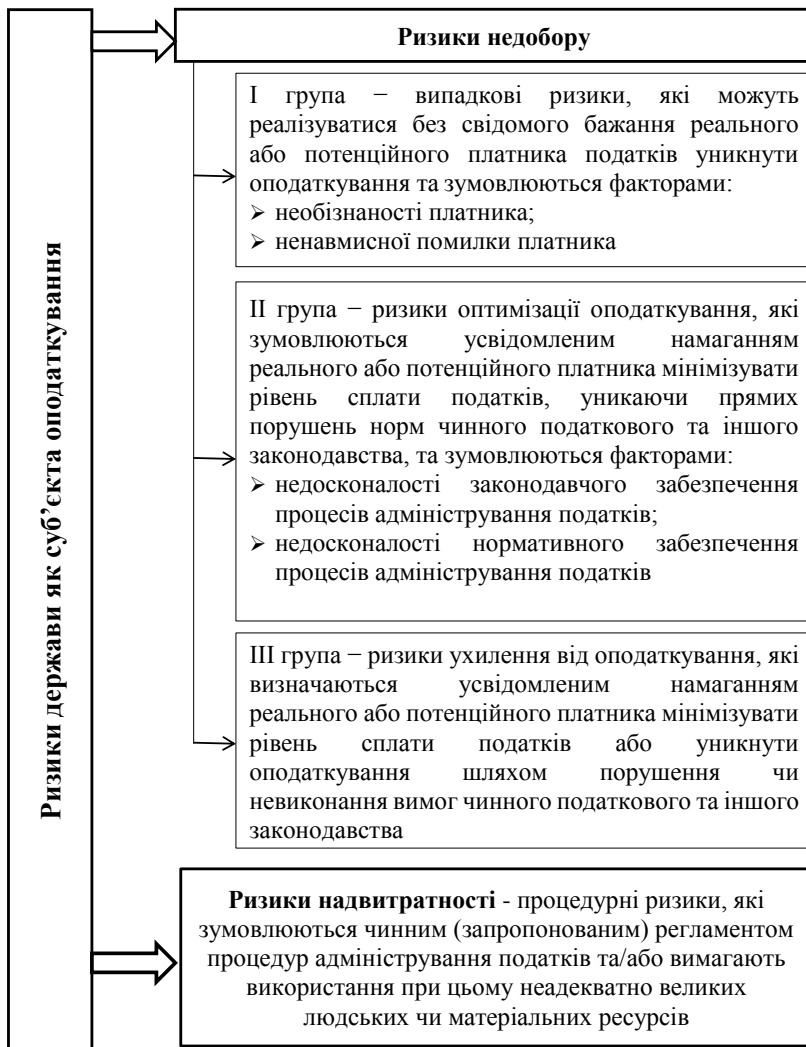 Ризики держави як суб’єкта оподаткування
Ризики недобору
І група − випадкові ризики, які можуть
реалізуватися без свідомого бажання реального
або потенційного платника податків уникнути
оподаткування та зумовлюються факторами:
➢ необізнаності платника;
➢ ненавмисної помилки платника
ІІ група − ризики оптимізації оподаткування, які
зумовлюються усвідомленим намаганням
реального або потенційного платника мінімізувати
рівень сплати податків, уникаючи прямих
порушень норм чинного податкового та іншого
законодавства, та зумовлюються факторами:
➢ недосконалості законодавчого забезпечення
процесів адміністрування податків;
➢ недосконалості нормативного забезпечення
процесів адміністрування податків
ІІІ група − ризики ухилення від оподаткування, які
визначаються усвідомленим намаганням
реального або потенційного платника мінімізувати
рівень сплати податків або уникнути
оподаткування шляхом порушення чи
невиконання вимог чинного податкового та іншого
законодавства
Ризики надвитратності - процедурні ризики, які
зумовлюються чинним (запропонованим) регламентом
процедур адміністрування податків та/або вимагають
використання при цьому неадекватно великих
людських чи матеріальних ресурсів